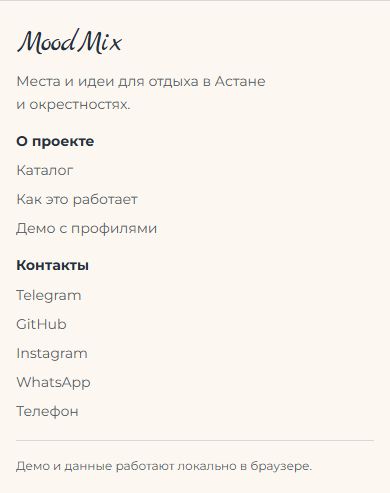 MoodMix
Места и идеи для отдыха в Астане
и окрестностях.
О проекте
Каталог
Как это работает
Демо с профилями
Контакты
Telegram
GitHub
Instagram
WhatsApp
Телефон
Демо и данные работают локально в браузере.